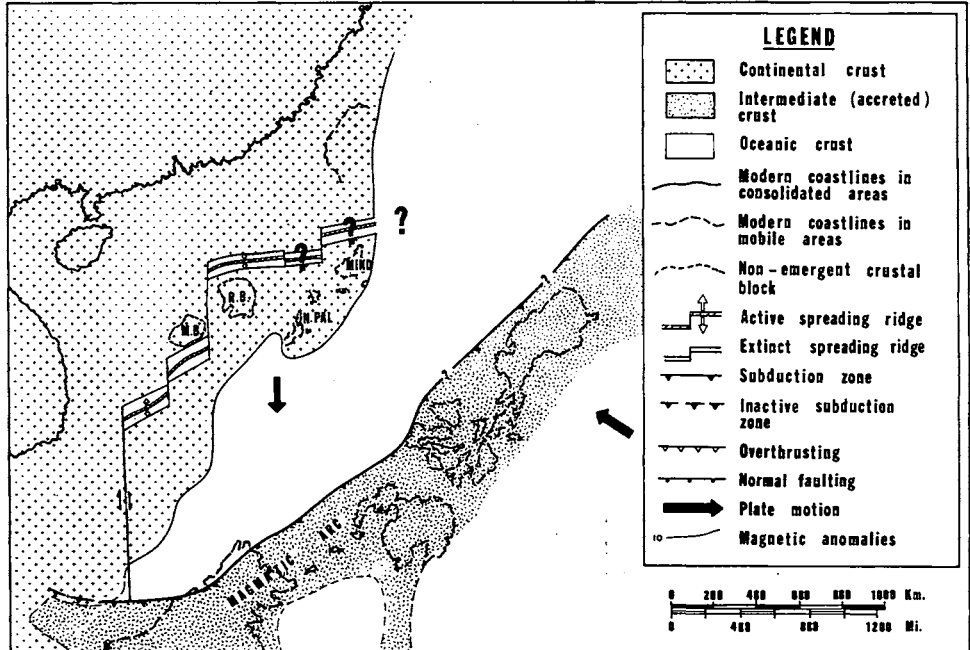 ?
?
?
MIND.
R.B.
N. PAL
M.B.
MAGMATIC ARC
?
?
LEGEND
Continental crust
Intermediate (accreted)
crust
Oceanic crust
Modern coastlines in
consolidated areas
Modern coastlines in
mobile areas
Non-emergent crustal
block
Active spreading ridge
Extinct spreading ridge
Subduction zone
Inactive subduction
zone
Overthrusting
Normal faulting
Plate motion
10 Magnetic anomalies
Km.
Mi.